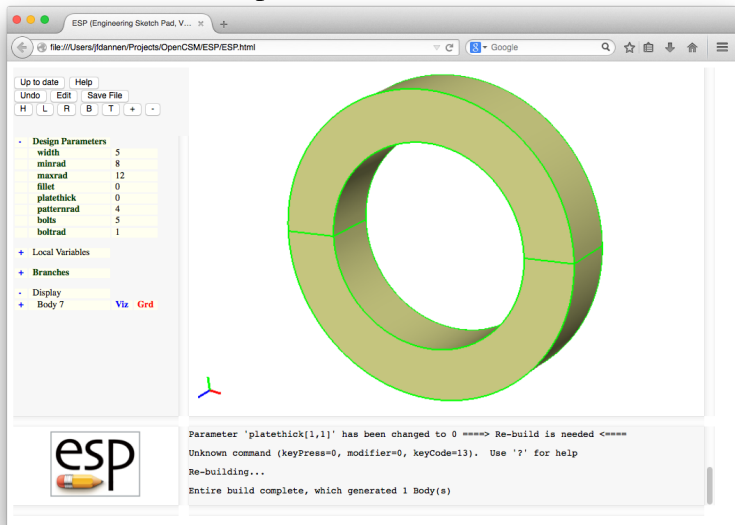 ESP (Engineering Sketch Pad, V... × +
file:///Users/jfdannen/Projects/OpenCSM/ESP/ESP.html
Google
Up to date Help
Undo Edit Save File
H L R B T + -
- Design Parameters
width 5
minrad 8
maxrad 12
fillet 0
platethick 0
patternrad 4
bolts 5
boltrad 1
+ Local Variables
+ Branches
- Display
+ Body 7 Viz Grd
esp
Parameter 'platethick[1,1]' has been changed to 0 ====> Re-build is needed <====
Unknown command (keyPress=0, modifier=0, keyCode=13).  Use '?' for help
Re-building...
Entire build complete, which generated 1 Body(s)